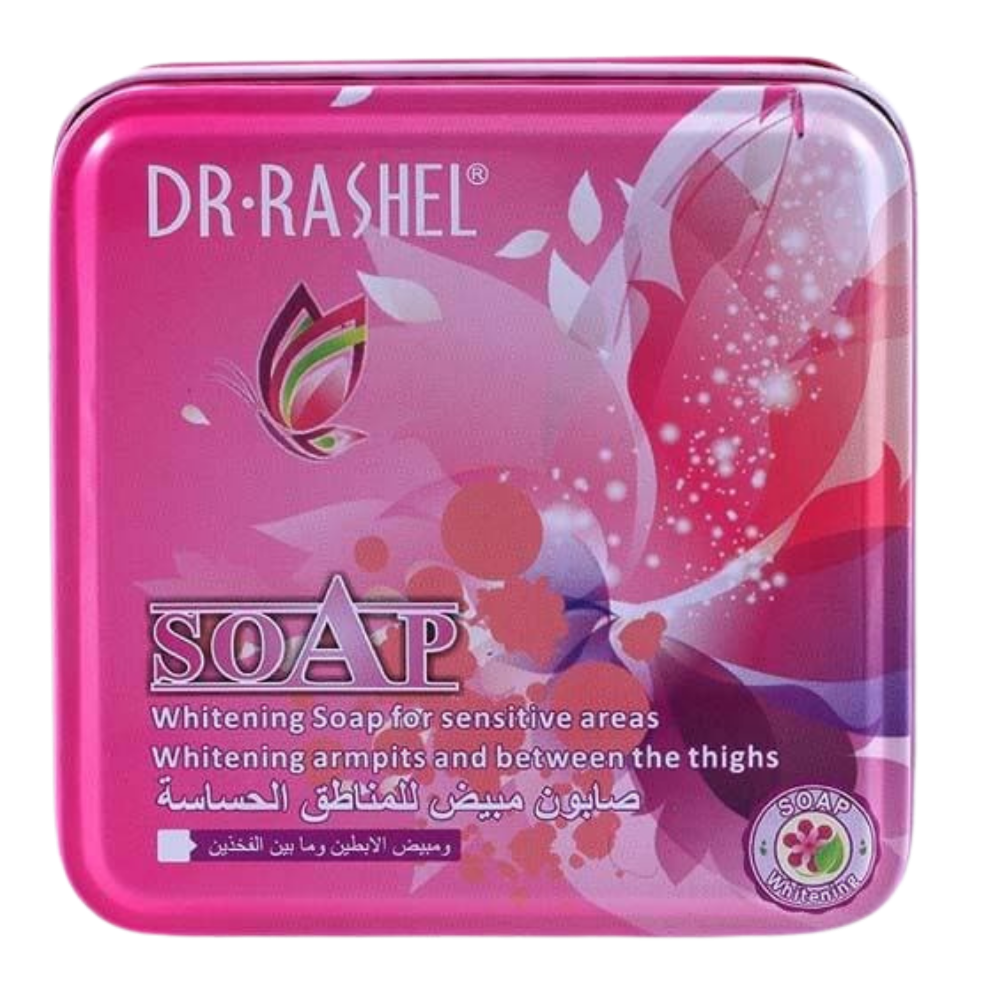 DR·RASHEL®
SOAP
Whitening Soap for sensitive areas
Whitening armpits and between the thighs
صابون مبيض للمناطق الحساسة
ومبيض الابطين وما بين الفخذين
SOAP
Whitening